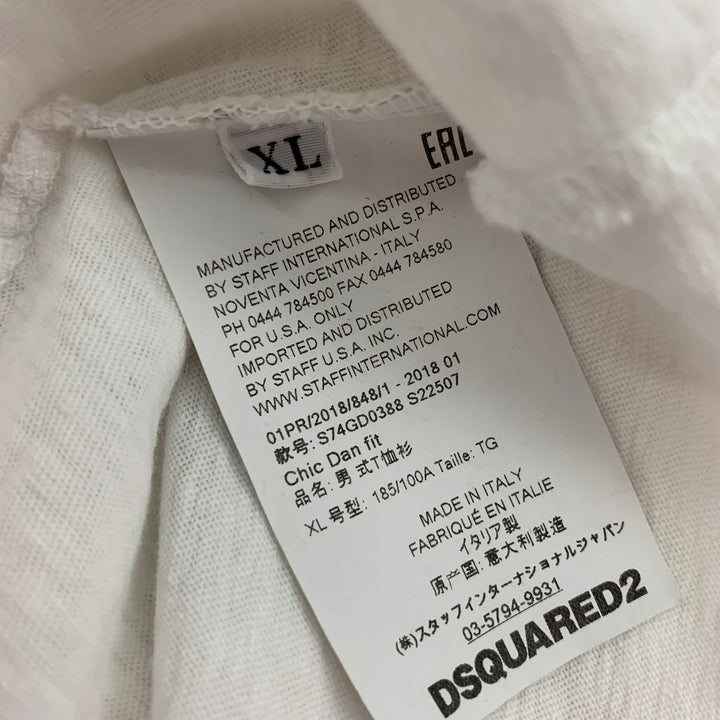 XL
EAC
MANUFACTURED AND DISTRIBUTED
BY STAFF INTERNATIONAL S.P.A.
NOVENTA VICENTINA - ITALY
PH 0444 784500 FAX 0444 784580
FOR U.S.A. ONLY
IMPORTED AND DISTRIBUTED
BY STAFF U.S.A. INC.
WWW.STAFFINTERNATIONAL.COM
01PR/2018/848/1 - 2018 01
款号: S74GD0388 S22507
Chic Dan fit
品名: 男式T恤衫
XL 号型: 185/100A Taille: TG
MADE IN ITALY
FABRIQUÉ EN ITALIE
イタリア製
原产国: 意大利製造
(株)スタッフインターナショナルジャパン
03-5794-9931
DSQUARED2